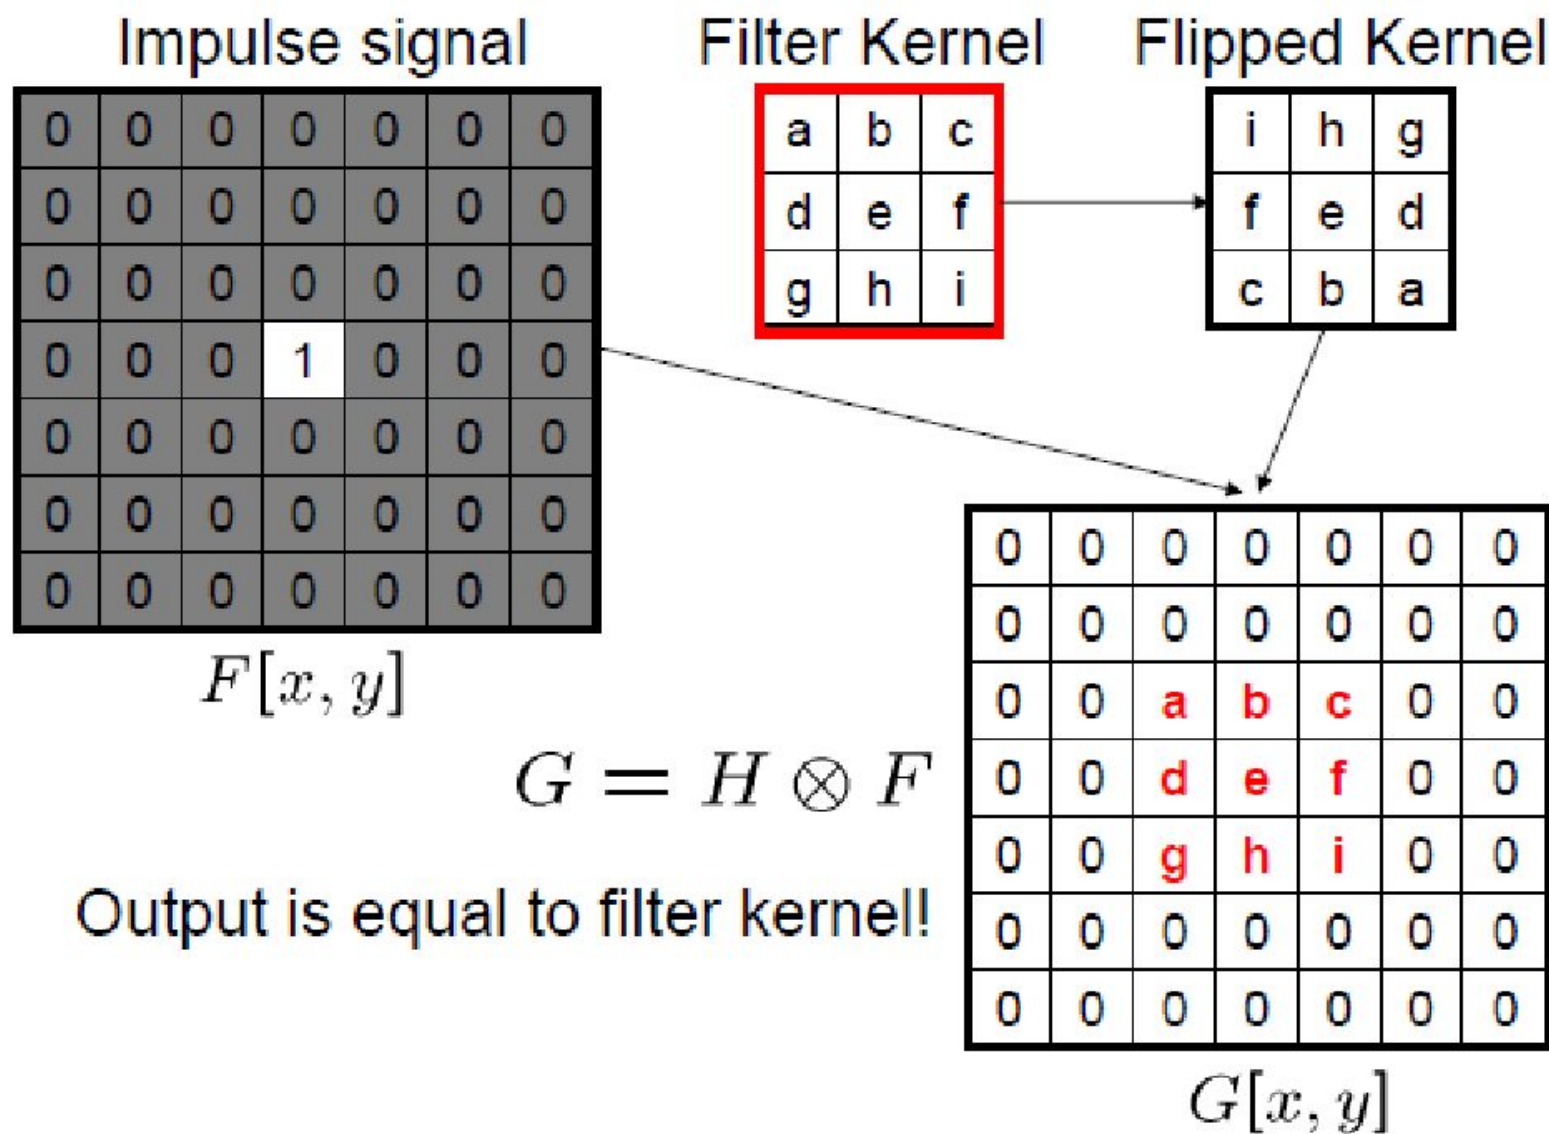 Impulse signal
0 0 0 0 0 0 0
0 0 0 0 0 0 0
0 0 0 0 0 0 0
0 0 0 1 0 0 0
0 0 0 0 0 0 0
0 0 0 0 0 0 0
0 0 0 0 0 0 0
F[x, y]
Filter Kernel
a b c
d e f
g h i
Flipped Kernel
i h g
f e d
c b a
G = H ⊗ F
Output is equal to filter kernel!
0 0 0 0 0 0 0
0 0 0 0 0 0 0
0 0 a b c 0 0
0 0 d e f 0 0
0 0 g h i 0 0
0 0 0 0 0 0 0
0 0 0 0 0 0 0
G[x, y]